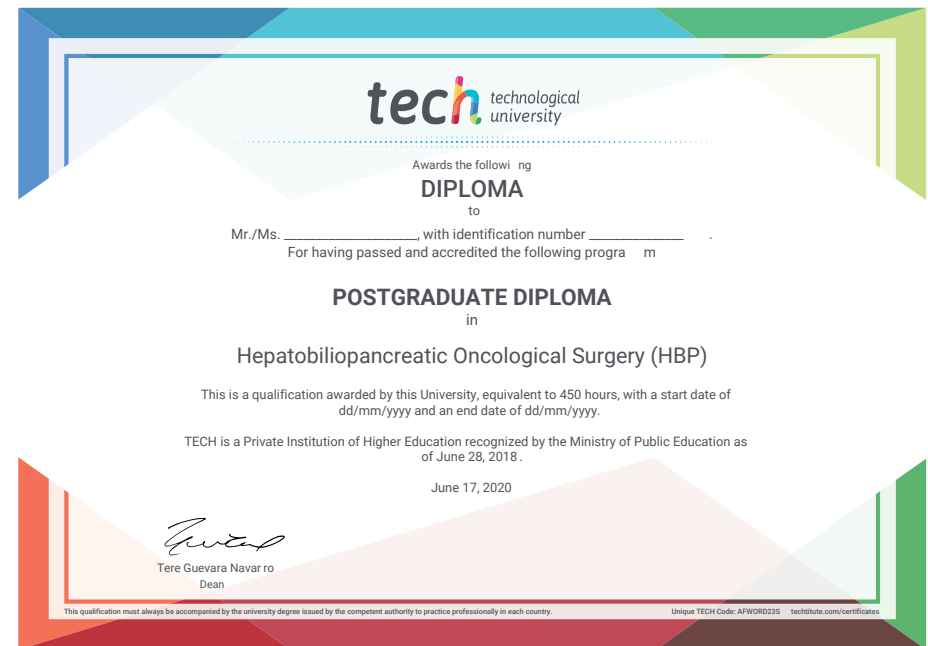 tech technological
university
Awards the followi ng
DIPLOMA
to
Mr./Ms. ____________________, with identification number ______________ .
For having passed and accredited the following progra m
POSTGRADUATE DIPLOMA
in
Hepatobiliopancreatic Oncological Surgery (HBP)
This is a qualification awarded by this University, equivalent to 450 hours, with a start date of
dd/mm/yyyy and an end date of dd/mm/yyyy.
TECH is a Private Institution of Higher Education recognized by the Ministry of Public Education as
of June 28, 2018 .
June 17, 2020
Tere Guevara Navar ro
Dean
This qualification must always be accompanied by the university degree issued by the competent authority to practice professionally in each country. Unique TECH Code: AFWORD23S techtitute.com/certificates